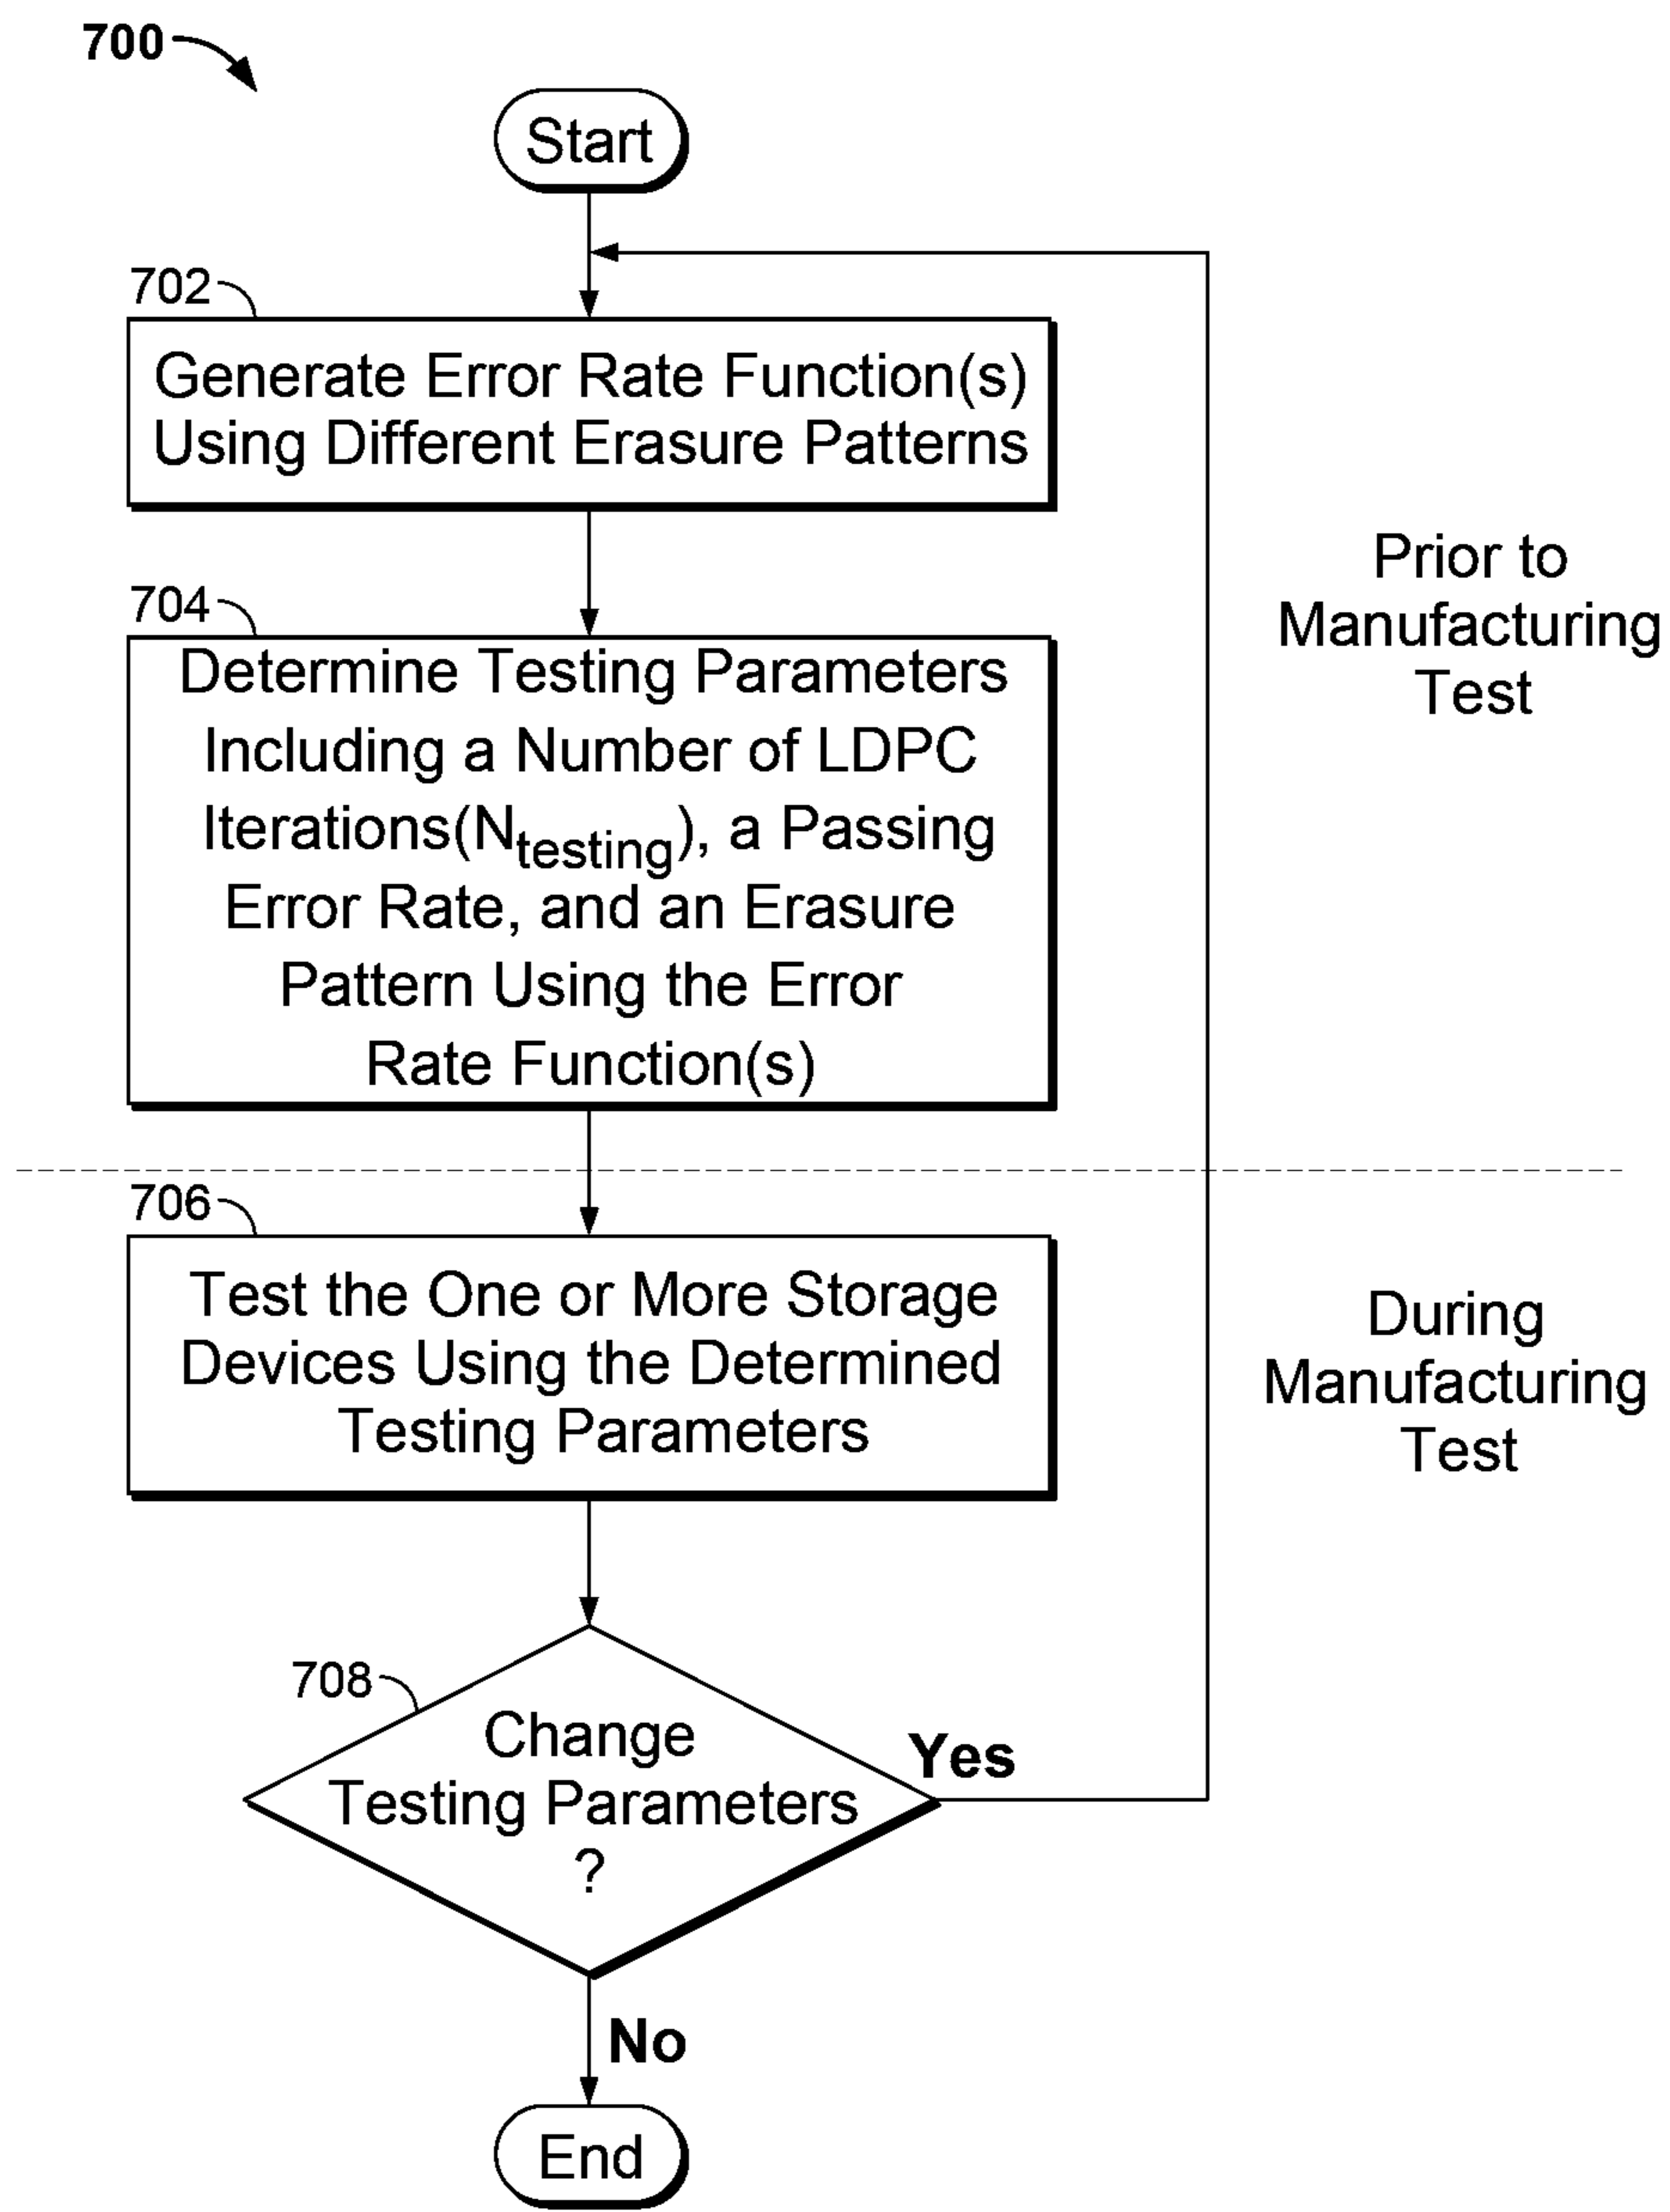 700
Start
702
Generate Error Rate Function(s)
Using Different Erasure Patterns
704
Determine Testing Parameters
Including a Number of LDPC
Iterations(Ntesting), a Passing
Error Rate, and an Erasure
Pattern Using the Error
Rate Function(s)
Prior to
Manufacturing
Test
706
Test the One or More Storage
Devices Using the Determined
Testing Parameters
During
Manufacturing
Test
708
Change
Testing Parameters
?
Yes
No
End